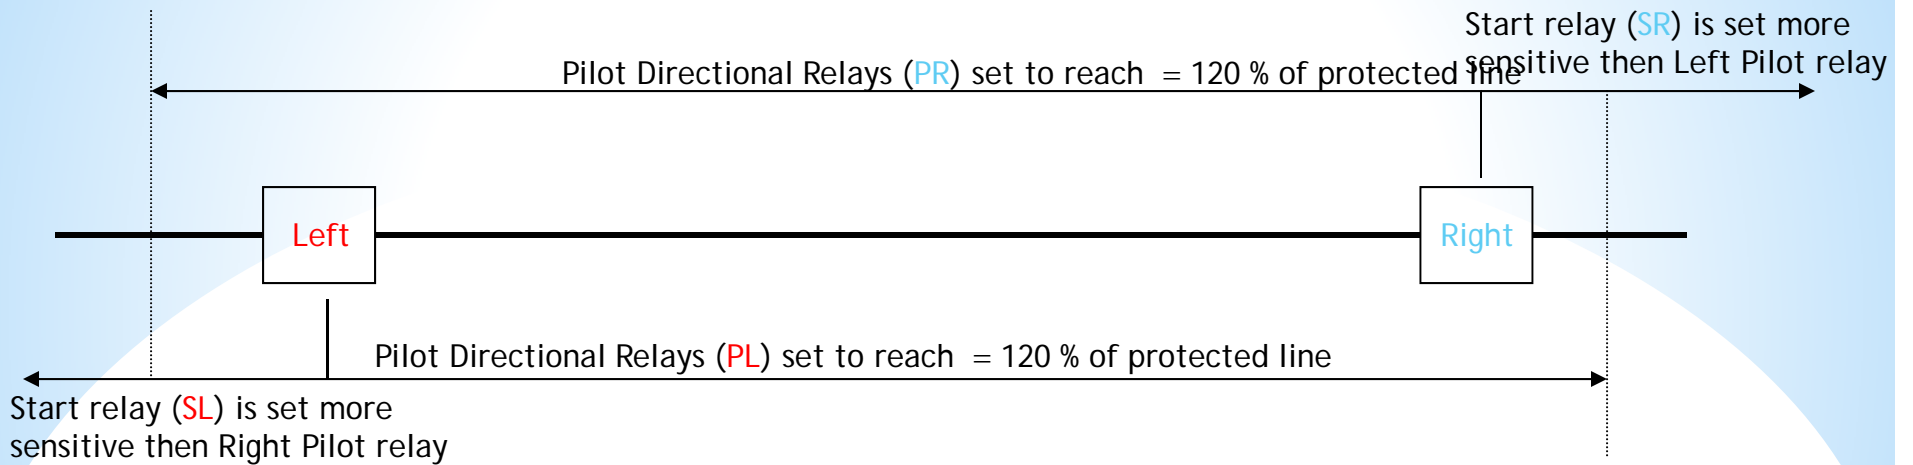 Start relay (SR) is set more
sensitive then Left Pilot relay
Pilot Directional Relays (PR) set to reach = 120 % of protected line
Left
Right
Pilot Directional Relays (PL) set to reach = 120 % of protected line
Start relay (SL) is set more
sensitive then Right Pilot relay